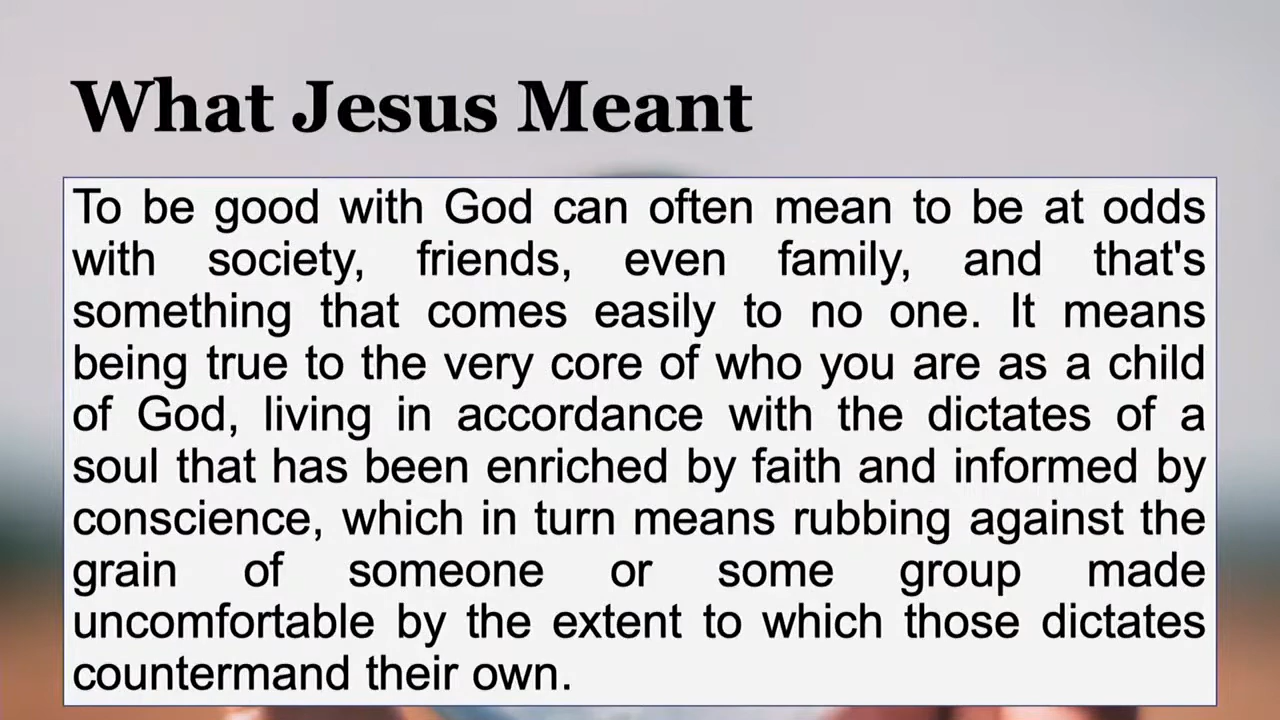 What Jesus Meant
To be good with God can often mean to be at odds
with society, friends, even family, and that's
something that comes easily to no one. It means
being true to the very core of who you are as a child
of God, living in accordance with the dictates of a
soul that has been enriched by faith and informed by
conscience, which in turn means rubbing against the
grain of someone or some group made
uncomfortable by the extent to which those dictates
countermand their own.